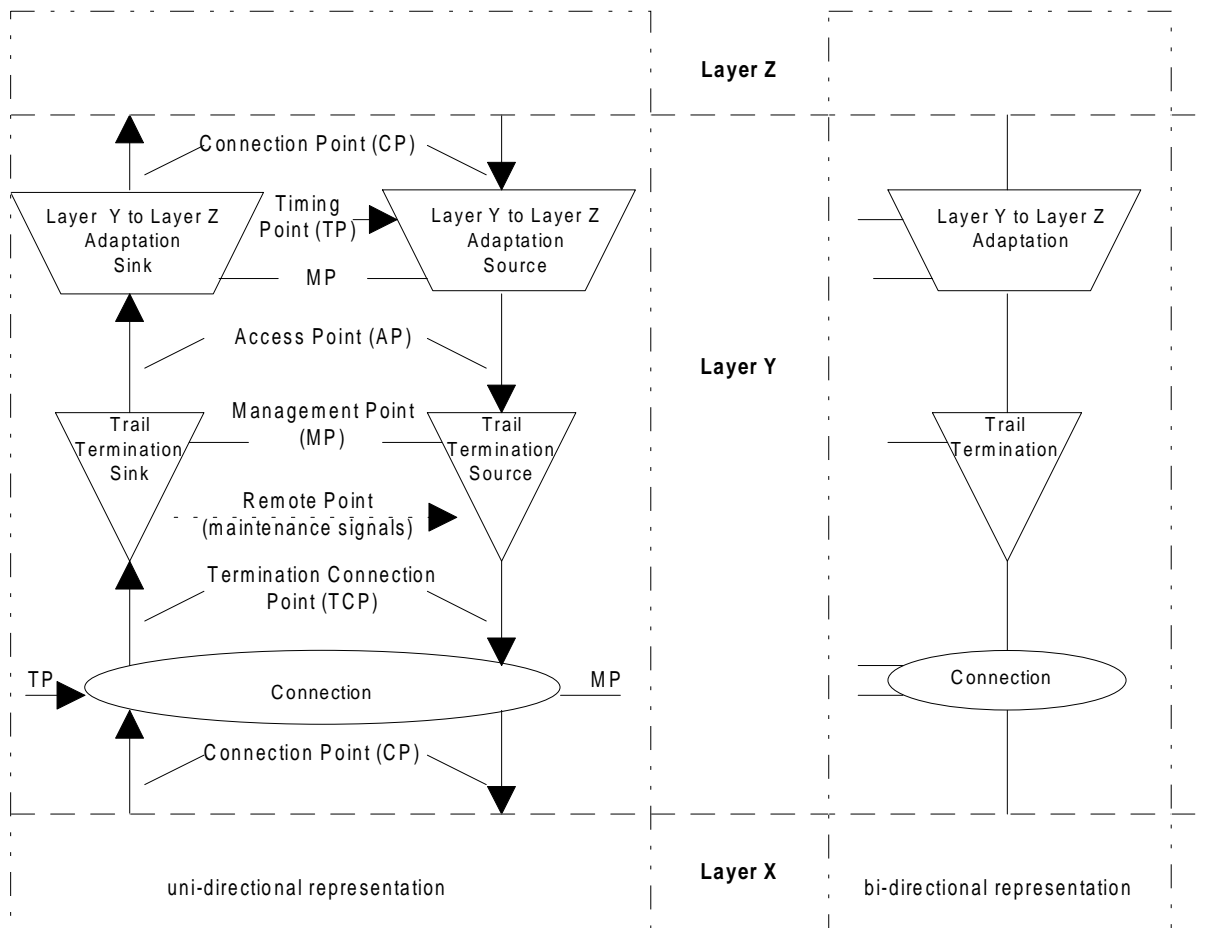 Layer Z
Connection Point (CP)
Layer Y to Layer Z
Adaptation
Sink
Timing
Point (TP)
Layer Y to Layer Z
Adaptation
Source
Layer Y to Layer Z
Adaptation
MP
Access Point (AP)
Layer Y
Trail
Termination
Sink
Management Point
(MP)
Trail
Termination
Source
Trail
Termination
Remote Point
(maintenance signals)
Termination Connection
Point (TCP)
TP
Connection
MP
Connection
Connection Point (CP)
uni-directional representation
Layer X
bi-directional representation